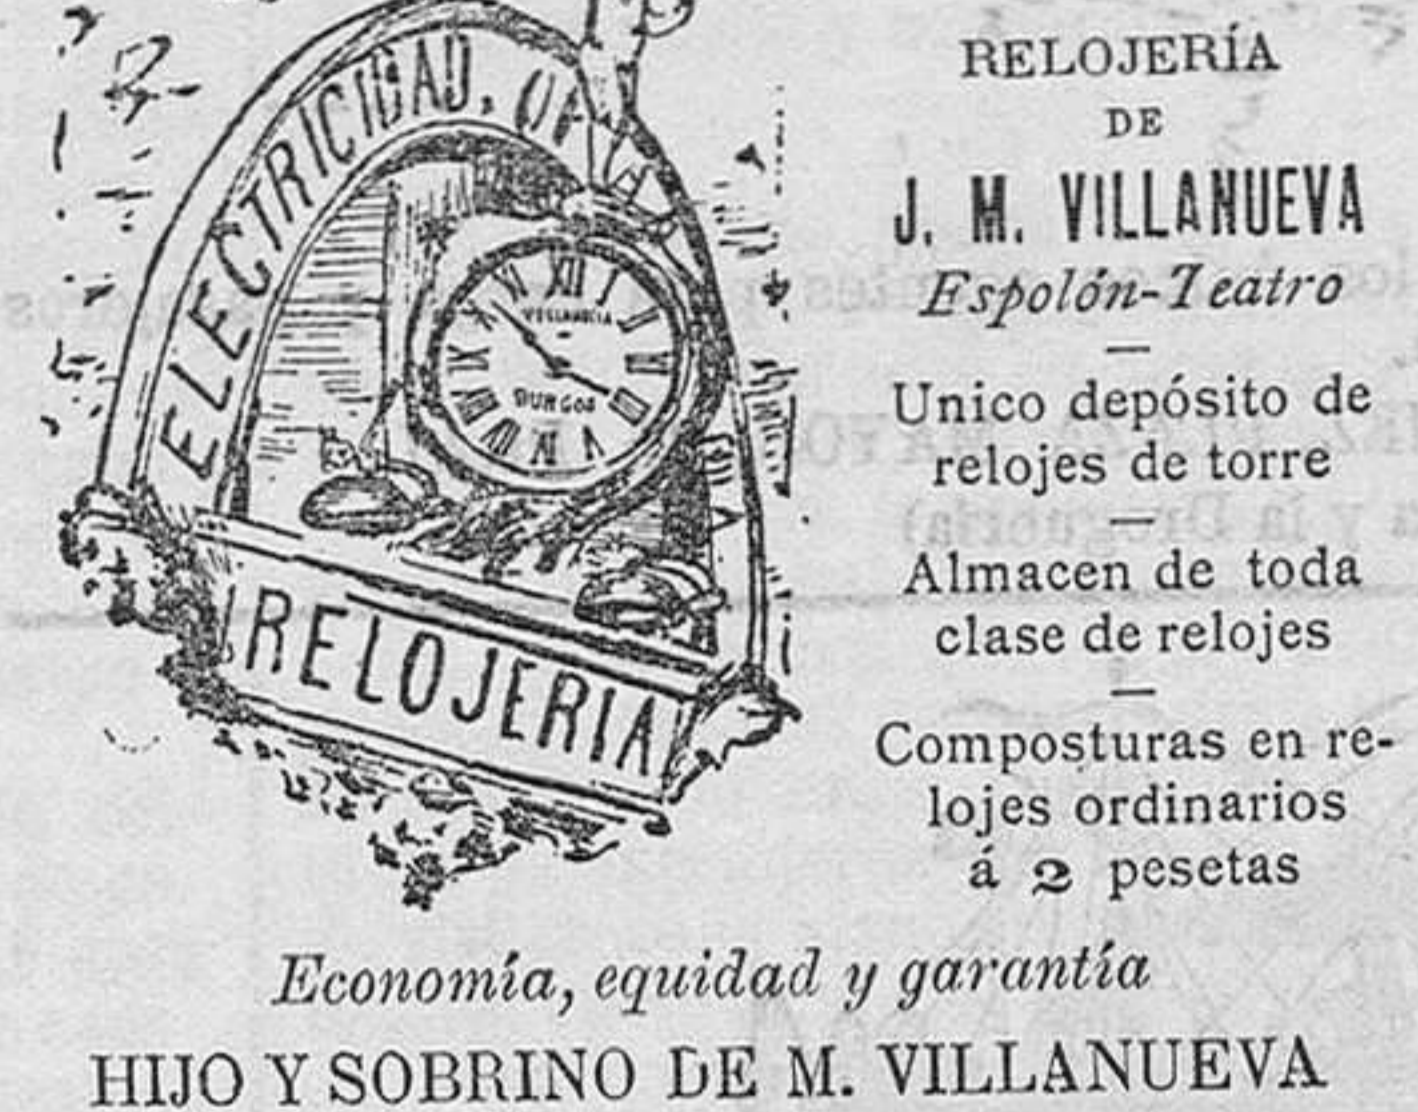 ELECTRICIDAD,
XII
VILLANUEVA
BURGOS
RELOJERIA
RELOJERÍA
DE
J. M. VILLANUEVA
Espolón-Teatro
—
Unico depósito de
relojes de torre
—
Almacen de toda
clase de relojes
—
Composturas en re-
lojes ordinarios
á 2 pesetas
Economía, equidad y garantía
HIJO Y SOBRINO DE M. VILLANUEVA